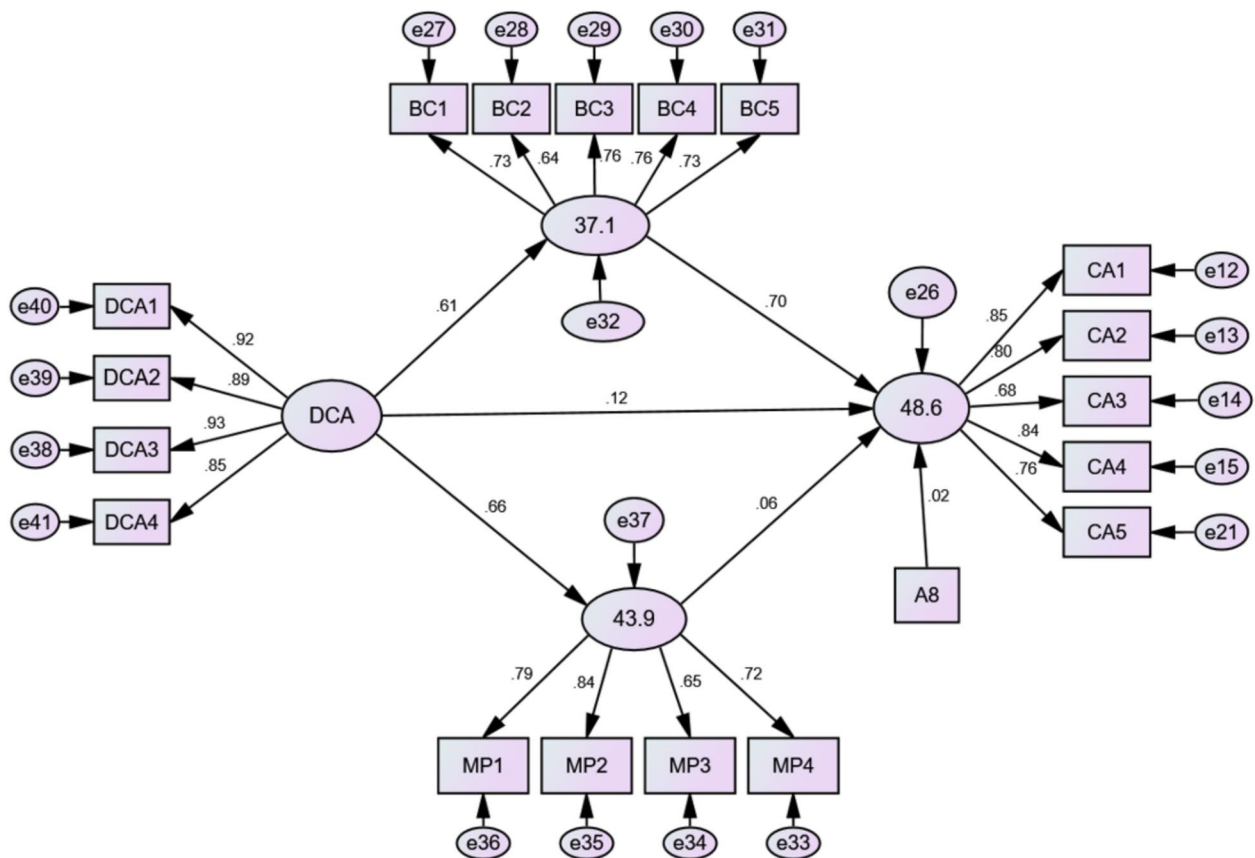 e27 e28 e29 e30 e31
BC1 BC2 BC3 BC4 BC5
.73 .64 .76 .76 .73
37.1
e32
e40 DCA1
e39 DCA2
e38 DCA3
e41 DCA4
.92
.89
.93
.85
DCA
.61
.12
.66
.70
.06
e26
48.6
.02
A8
.85
.80
.68
.84
.76
CA1 e12
CA2 e13
CA3 e14
CA4 e15
CA5 e21
e37
43.9
.79 .84 .65 .72
MP1 MP2 MP3 MP4
e36 e35 e34 e33